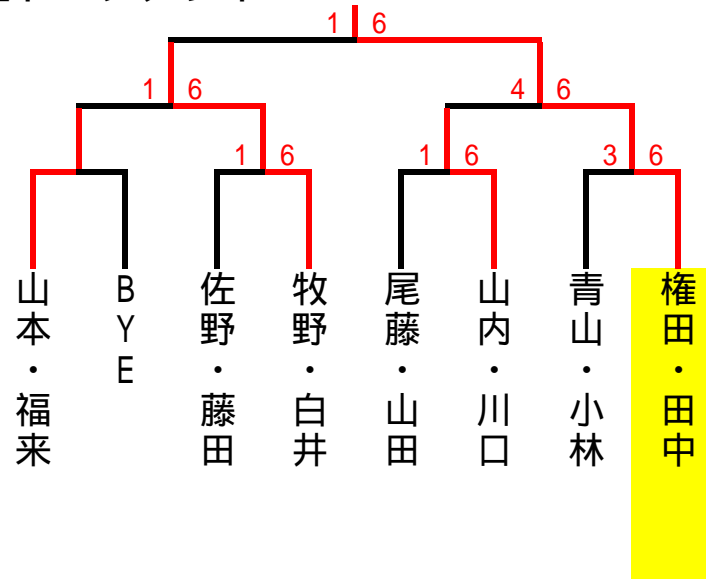 1 6
1 6
4 6
1 6
1 6
3 6
山本・福来
BYE
佐野・藤田
牧野・白井
尾藤・山田
山内・川口
青山・小林
権田・田中